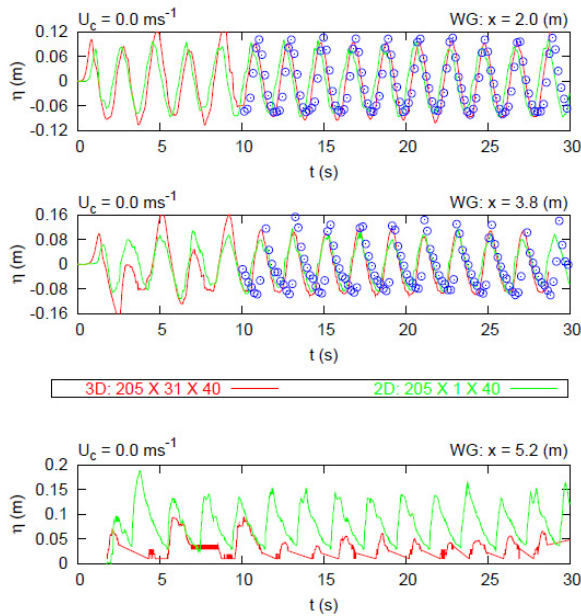 U_c = 0.0 ms⁻¹ WG: x = 2.0 (m)
0.12
0.06
0
-0.06
-0.12
η (m)
0 5 10 15 20 25 30
t (s)
U_c = 0.0 ms⁻¹ WG: x = 3.8 (m)
0.16
0.08
0
-0.08
-0.16
η (m)
0 5 10 15 20 25 30
t (s)
3D: 205 X 31 X 40 2D: 205 X 1 X 40
U_c = 0.0 ms⁻¹ WG: x = 5.2 (m)
0.2
0.15
0.1
0.05
0
η (m)
0 5 10 15 20 25 30
t (s)